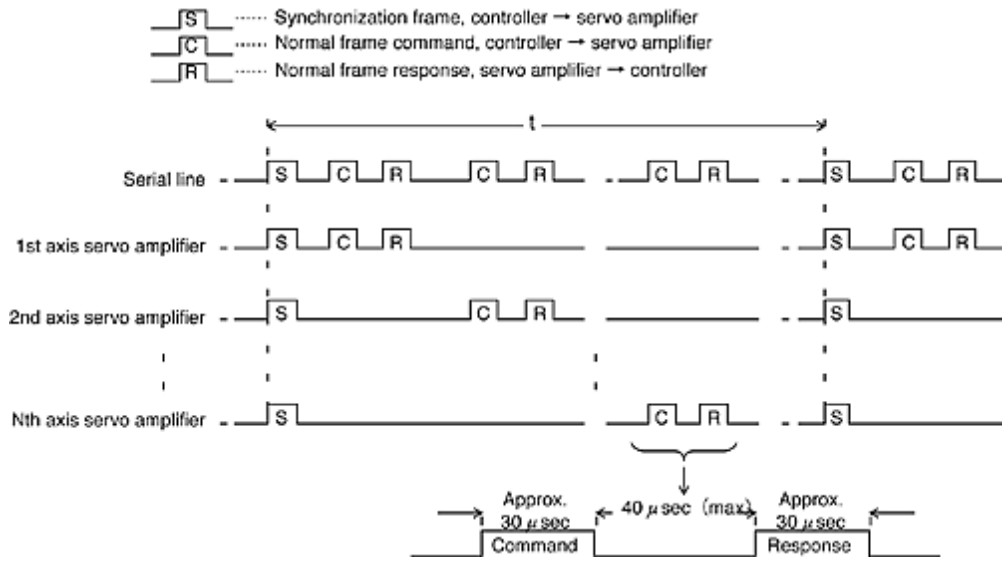 S ····· Synchronization frame, controller → servo amplifier
C ······ Normal frame command, controller → servo amplifier
R ······ Normal frame response, servo amplifier → controller
t
Serial line S C R C R C R S C R
1st axis servo amplifier S C R S C R
2nd axis servo amplifier S C R S
Nth axis servo amplifier S C R S
Approx. 40 μsec (max) Approx.
30 μsec 30 μsec
Command Response